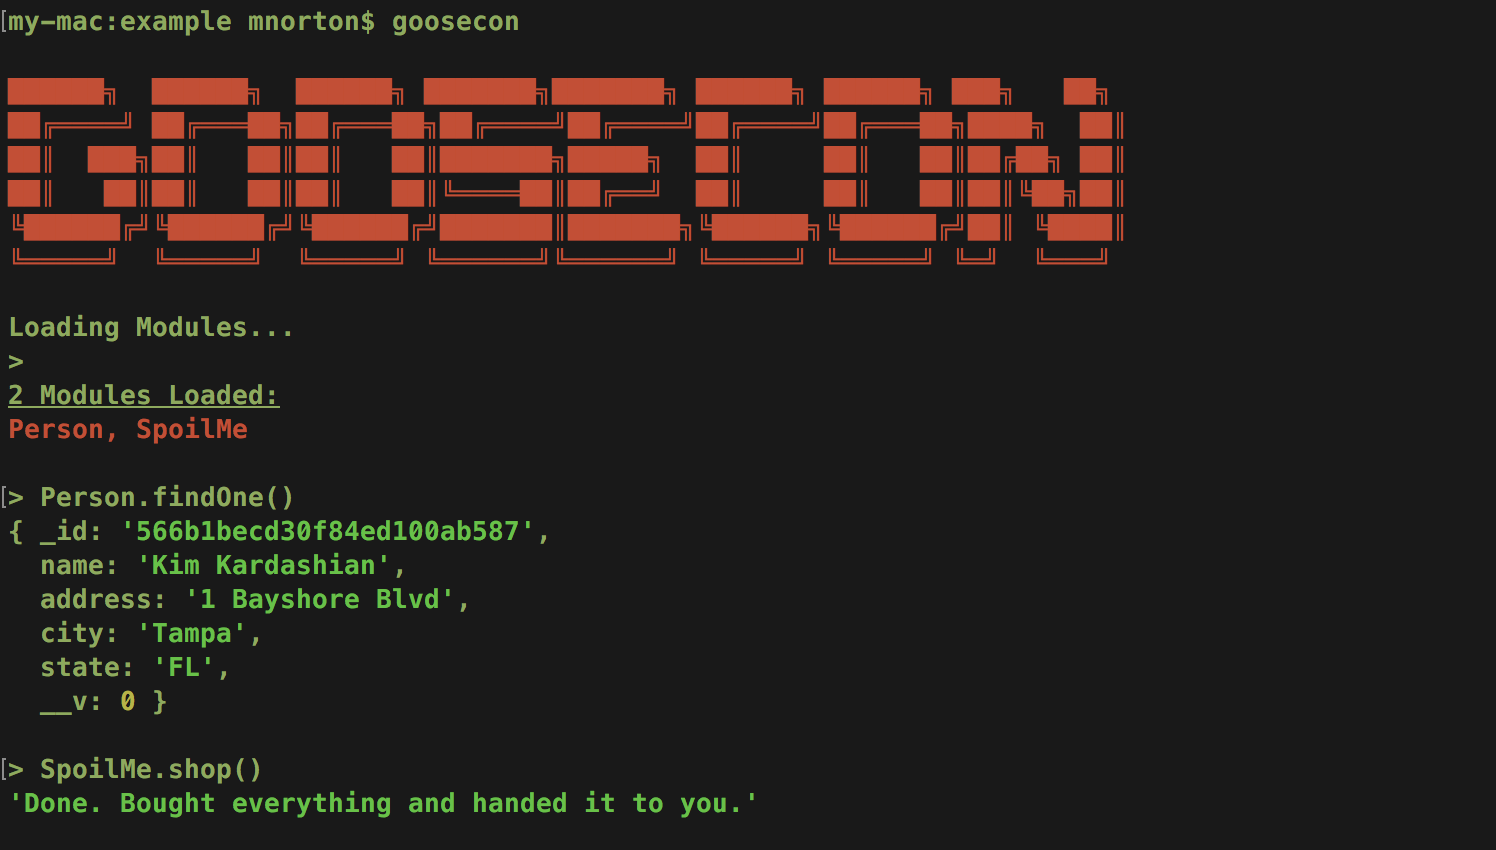 my-mac:example mnorton$ goosecon
GOOSECON
Loading Modules...
>
2 Modules Loaded:
Person, SpoilMe
> Person.findOne()
{ _id: '566b1becd30f84ed100ab587',
  name: 'Kim Kardashian',
  address: '1 Bayshore Blvd',
  city: 'Tampa',
  state: 'FL',
  __v: 0 }
> SpoilMe.shop()
'Done. Bought everything and handed it to you.'